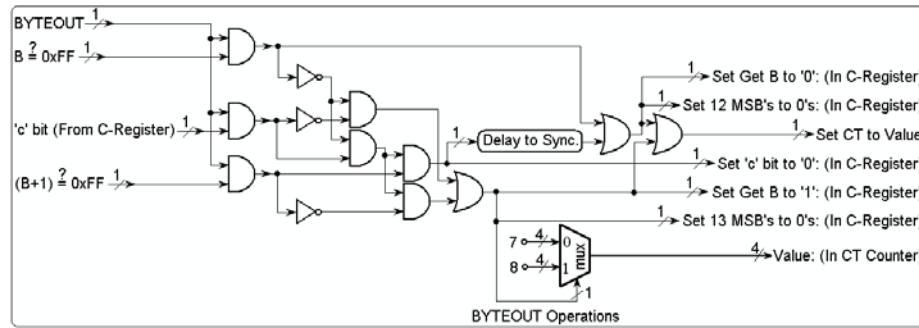 BYTEOUT 1
B ≟ 0xFF 1
'c' bit (From C-Register) 1
(B+1) ≟ 0xFF 1
1 Delay to Sync.
1 Set Get B to '0': (In C-Register
1 Set 12 MSB's to 0's: (In C-Register
1 Set CT to Value
1 Set 'c' bit to '0': (In C-Register
1 Set Get B to '1': (In C-Register
1 Set 13 MSB's to 0's: (In C-Register
7 4 0
8 4 1
mux
1
4 Value: (In CT Counter
BYTEOUT Operations